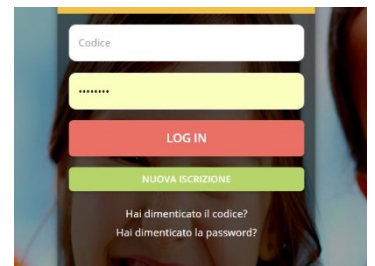 Codice
••••••••
LOG IN
NUOVA ISCRIZIONE
Hai dimenticato il codice?
Hai dimenticato la password?